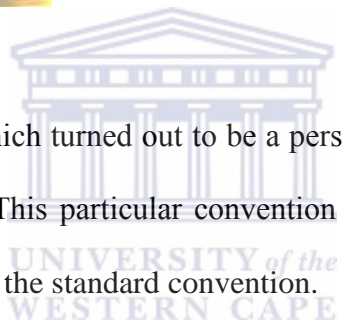 hich turned out to be a pers
This particular convention
UNIVERSITY of the
the standard convention.
WESTERN CAPE